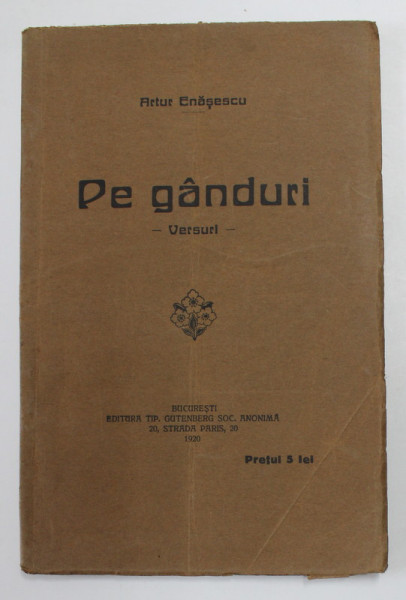 Artur Enășescu
Pe gânduri
— Versuri —
BUCUREȘTI
EDITURA TIP. GUTENBERG SOC. ANONIMĂ
20, STRADA PARIS, 20
1920
Prețul 5 lei